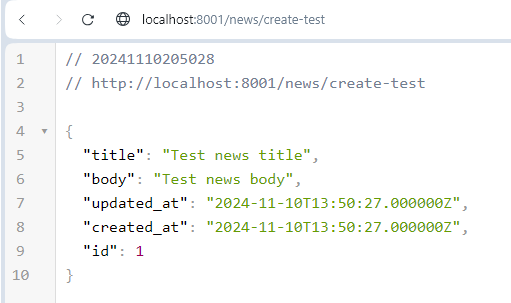 localhost:8001/news/create-test
1 // 20241110205028
2 // http://localhost:8001/news/create-test
3
4 {
5 "title": "Test news title",
6 "body": "Test news body",
7 "updated_at": "2024-11-10T13:50:27.000000Z",
8 "created_at": "2024-11-10T13:50:27.000000Z",
9 "id": 1
10 }